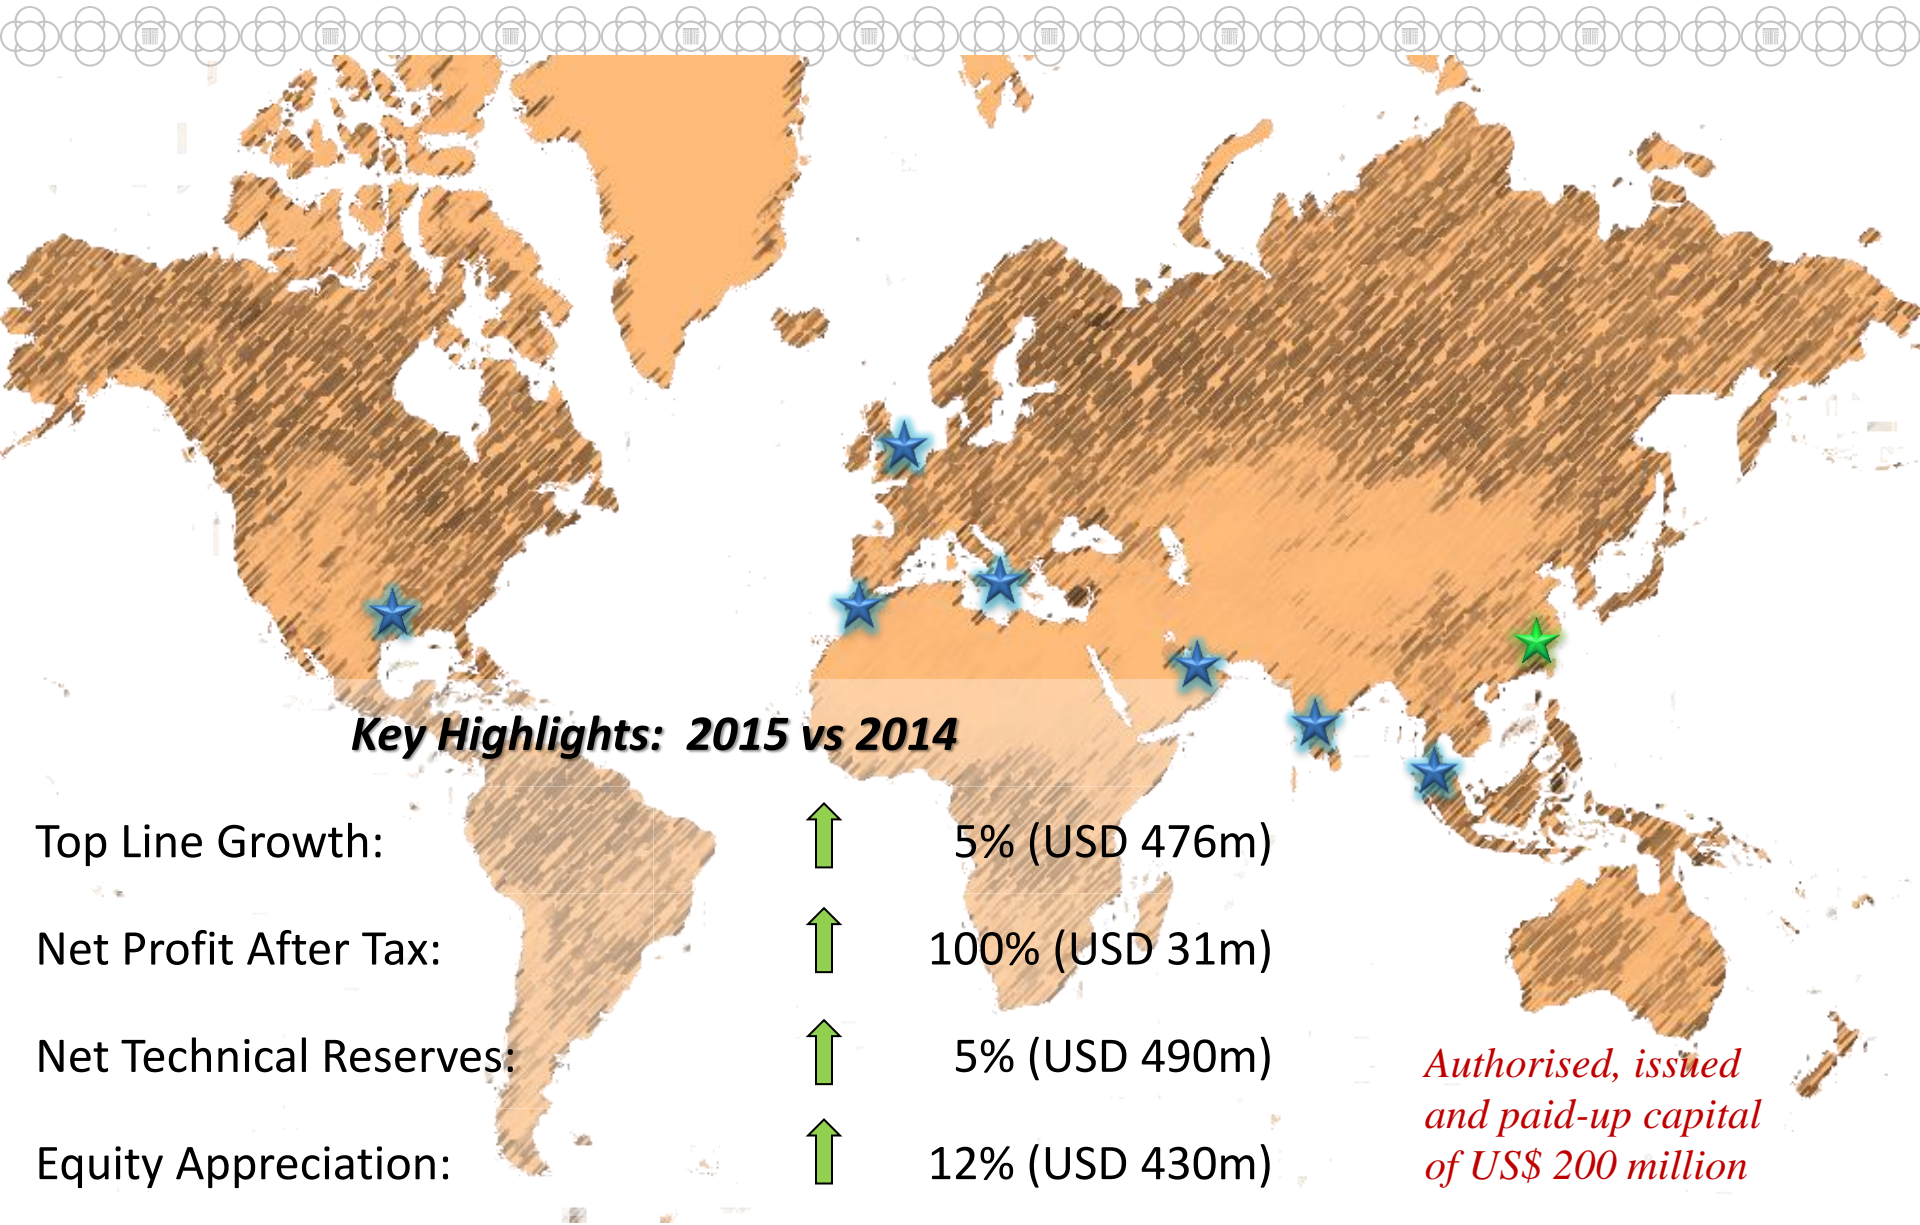 Key Highlights: 2015 vs 2014
Top Line Growth: 5% (USD 476m)
Net Profit After Tax: 100% (USD 31m)
Net Technical Reserves: 5% (USD 490m)
Equity Appreciation: 12% (USD 430m)
Authorised, issued
and paid-up capital
of US$ 200 million